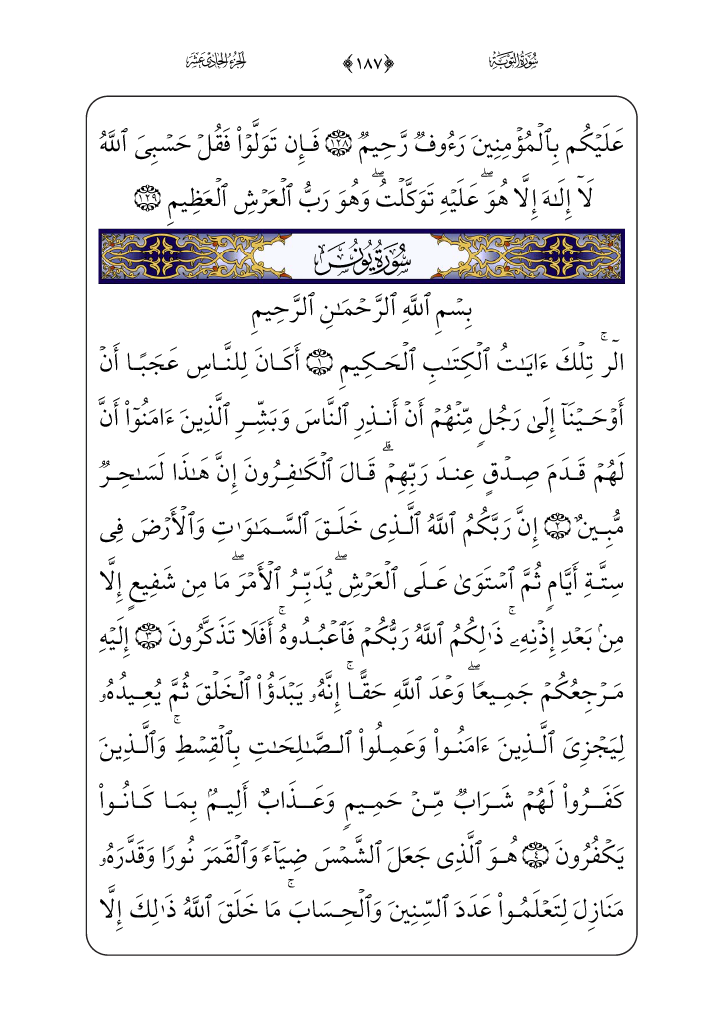 سُورَةُ التَّوْبَةِ ﴿١٨٧﴾ الجُزْءُ الحَادِي عَشَرَ
عَلَيۡكُم بِٱلۡمُؤۡمِنِينَ رَءُوفٞ رَّحِيمٞ ١٢٨ فَإِن تَوَلَّوۡاْ فَقُلۡ حَسۡبِيَ ٱللَّهُ
لَآ إِلَٰهَ إِلَّا هُوَۖ عَلَيۡهِ تَوَكَّلۡتُۖ وَهُوَ رَبُّ ٱلۡعَرۡشِ ٱلۡعَظِيمِ ١٢٩
سُورَةُ يُونُسَ
بِسۡمِ ٱللَّهِ ٱلرَّحۡمَٰنِ ٱلرَّحِيمِ
الٓرۚ تِلۡكَ ءَايَٰتُ ٱلۡكِتَٰبِ ٱلۡحَكِيمِ ١ أَكَانَ لِلنَّاسِ عَجَبًا أَنۡ
أَوۡحَيۡنَآ إِلَىٰ رَجُلٖ مِّنۡهُمۡ أَنۡ أَنذِرِ ٱلنَّاسَ وَبَشِّرِ ٱلَّذِينَ ءَامَنُوٓاْ أَنَّ
لَهُمۡ قَدَمَ صِدۡقٍ عِندَ رَبِّهِمۡۗ قَالَ ٱلۡكَٰفِرُونَ إِنَّ هَٰذَا لَسَٰحِرٞ
مُّبِينٌ ٢ إِنَّ رَبَّكُمُ ٱللَّهُ ٱلَّذِي خَلَقَ ٱلسَّمَٰوَٰتِ وَٱلۡأَرۡضَ فِي
سِتَّةِ أَيَّامٖ ثُمَّ ٱسۡتَوَىٰ عَلَى ٱلۡعَرۡشِۖ يُدَبِّرُ ٱلۡأَمۡرَۖ مَا مِن شَفِيعٍ إِلَّا
مِنۢ بَعۡدِ إِذۡنِهِۦۚ ذَٰلِكُمُ ٱللَّهُ رَبُّكُمۡ فَٱعۡبُدُوهُۚ أَفَلَا تَذَكَّرُونَ ٣ إِلَيۡهِ
مَرۡجِعُكُمۡ جَمِيعٗاۖ وَعۡدَ ٱللَّهِ حَقًّاۚ إِنَّهُۥ يَبۡدَؤُاْ ٱلۡخَلۡقَ ثُمَّ يُعِيدُهُۥ
لِيَجۡزِيَ ٱلَّذِينَ ءَامَنُواْ وَعَمِلُواْ ٱلصَّٰلِحَٰتِ بِٱلۡقِسۡطِۚ وَٱلَّذِينَ
كَفَرُواْ لَهُمۡ شَرَابٞ مِّنۡ حَمِيمٖ وَعَذَابٌ أَلِيمُۢ بِمَا كَانُواْ
يَكۡفُرُونَ ٤ هُوَ ٱلَّذِي جَعَلَ ٱلشَّمۡسَ ضِيَآءٗ وَٱلۡقَمَرَ نُورٗا وَقَدَّرَهُۥ
مَنَازِلَ لِتَعۡلَمُواْ عَدَدَ ٱلسِّنِينَ وَٱلۡحِسَابَۚ مَا خَلَقَ ٱللَّهُ ذَٰلِكَ إِلَّا